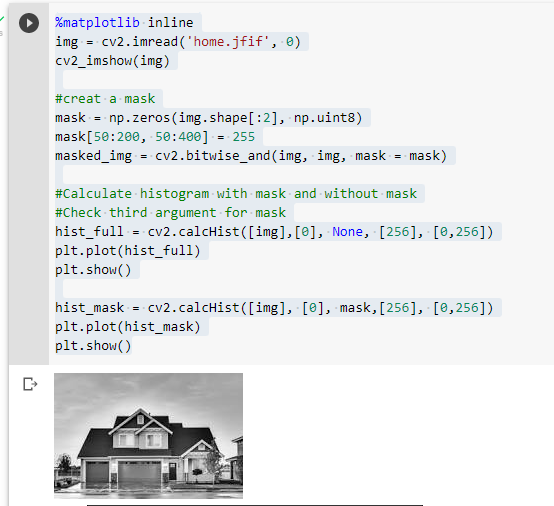 %matplotlib inline
img = cv2.imread('home.jfif', 0)
cv2_imshow(img)
#creat a mask
mask = np.zeros(img.shape[:2], np.uint8)
mask[50:200, 50:400] = 255
masked_img = cv2.bitwise_and(img, img, mask = mask)
#Calculate histogram with mask and without mask
#Check third argument for mask
hist_full = cv2.calcHist([img],[0], None, [256], [0,256])
plt.plot(hist_full)
plt.show()
hist_mask = cv2.calcHist([img], [0], mask,[256], [0,256])
plt.plot(hist_mask)
plt.show()